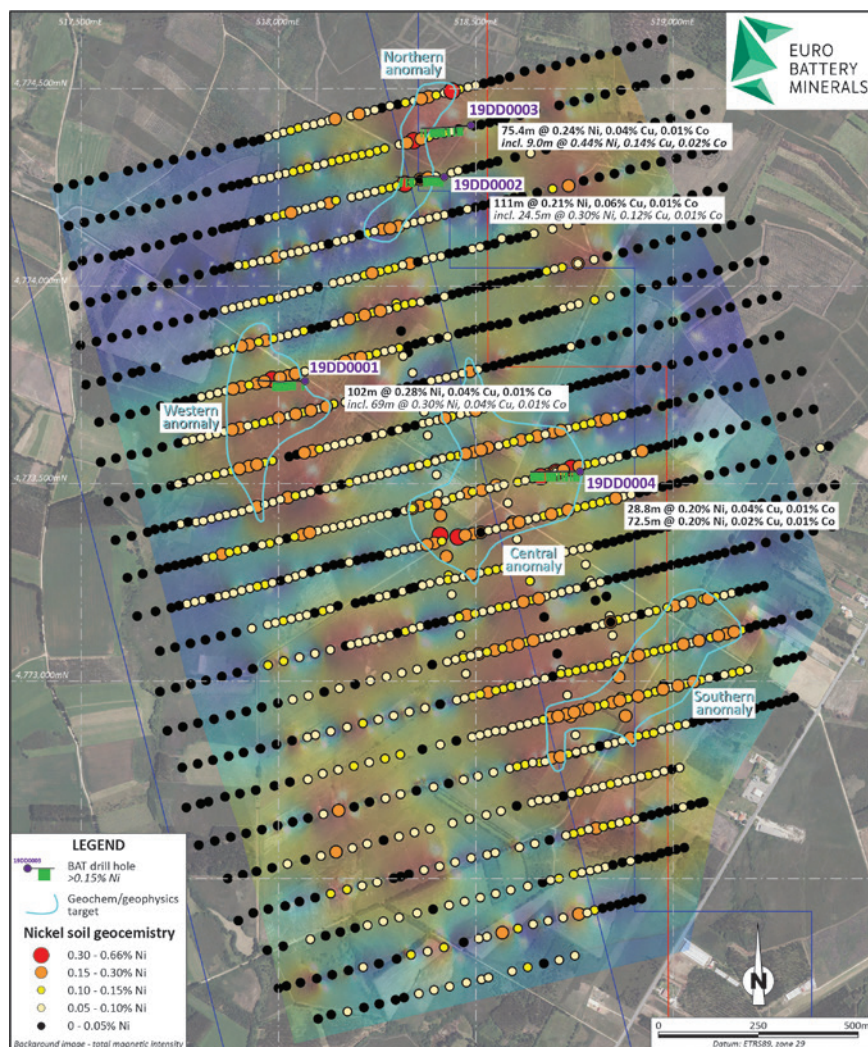 517,500mE
518,000mE
518,500mE
519,000mE
EURO
BATTERY
MINERALS
Northern
anomaly
4,774,500mN
19DD0003
75.4m @ 0.24% Ni, 0.04% Cu, 0.01% Co
incl. 9.0m @ 0.44% Ni, 0.14% Cu, 0.02% Co
19DD0002
111m @ 0.21% Ni, 0.06% Cu, 0.01% Co
incl. 24.5m @ 0.30% Ni, 0.12% Cu, 0.01% Co
4,774,000mN
19DD0001
102m @ 0.28% Ni, 0.04% Cu, 0.01% Co
incl. 69m @ 0.30% Ni, 0.04% Cu, 0.01% Co
Western
anomaly
4,773,500mN
19DD0004
28.8m @ 0.20% Ni, 0.04% Cu, 0.01% Co
72.5m @ 0.20% Ni, 0.02% Cu, 0.01% Co
Central
anomaly
4,773,000mN
Southern
anomaly
LEGEND
19DD0003
BAT drill hole
>0.15% Ni
Geochem/geophysics
target
Nickel soil geocemistry
0.30 - 0.66% Ni
0.15 - 0.30% Ni
0.10 - 0.15% Ni
0.05 - 0.10% Ni
0 - 0.05% Ni
Background image - total magnetic intensity
N
0 250 500m
Datum: ETRS89, zone 29